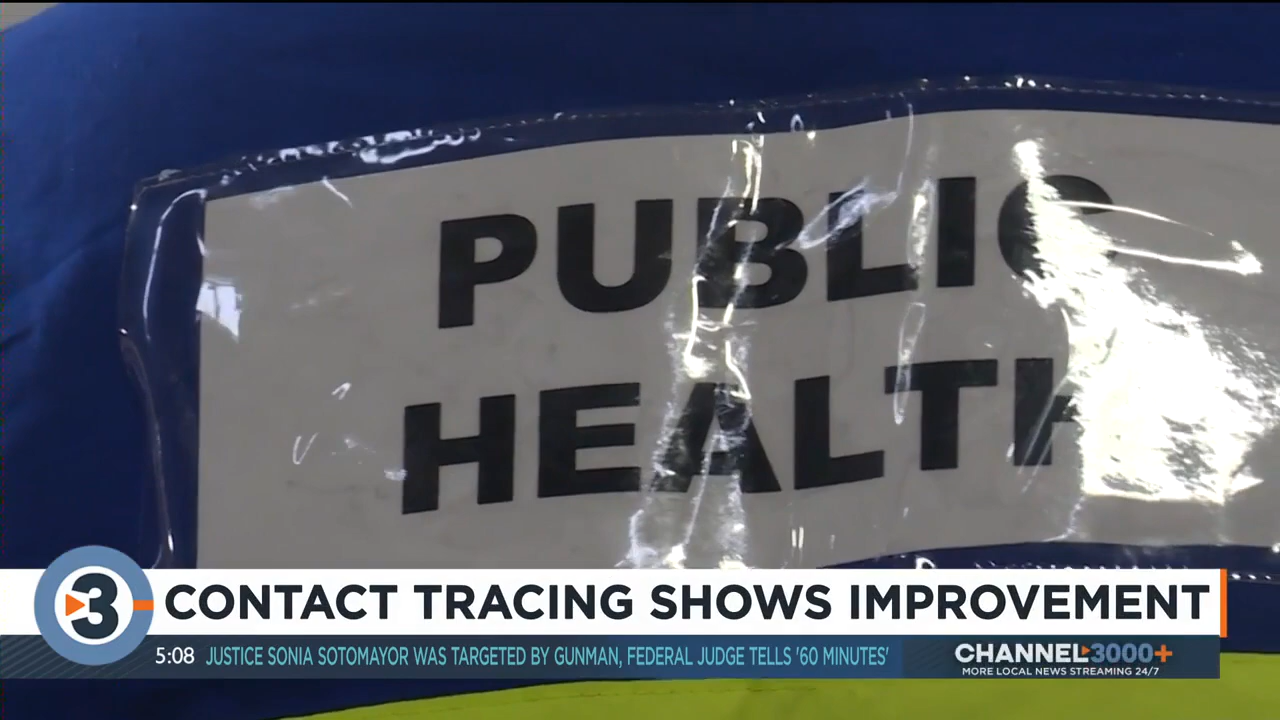 PUBLIC
HEALTH
3 CONTACT TRACING SHOWS IMPROVEMENT
5:08 JUSTICE SONIA SOTOMAYOR WAS TARGETED BY GUNMAN, FEDERAL JUDGE TELLS '60 MINUTES'
CHANNEL3000+
MORE LOCAL NEWS STREAMING 24/7